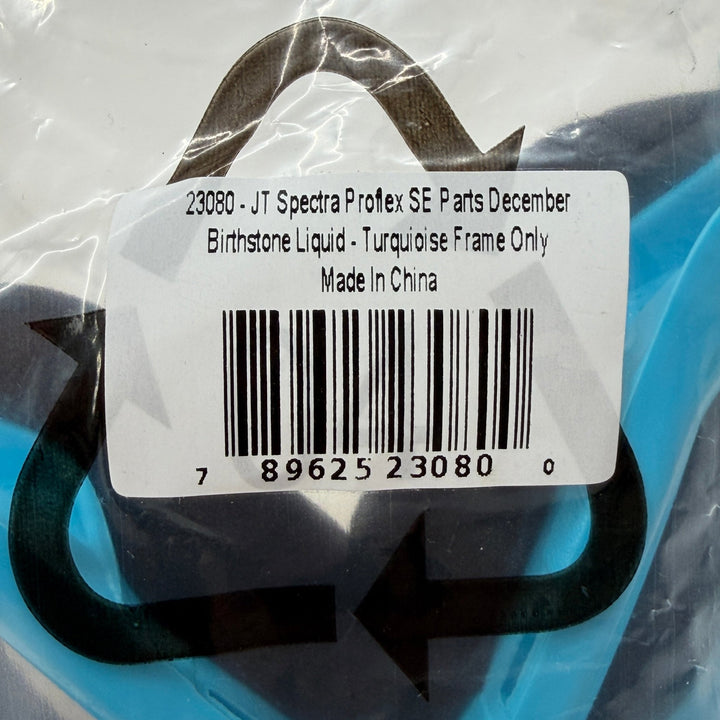 23080 - JT Spectra Proflex SE Parts December
Birthstone Liquid - Turquioise Frame Only
Made In China
7 89625 23080 0